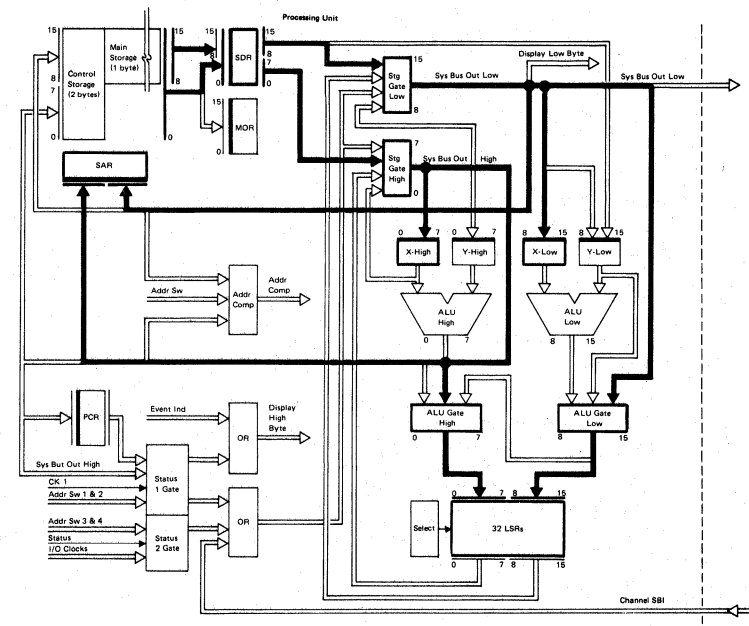 Processing Unit
15
15
15
15
Main
Storage
(1 byte)
8
SDR
8
7
15
Display Low Byte
Control
Storage
(2 bytes)
8
7
8
0
0
Stg
Gate
Low
Sys Bus Out Low
Sys Bus Out Low
15
MOR
0
8
0
0
7
SAR
Stg
Gate
High
Sys Bus Out High
0
0 7
0 7
8 15
8 15
X-High
Y-High
X-Low
Y-Low
Addr Sw
Addr
Comp
Addr
Comp
ALU
High
ALU
Low
0 7
8 15
Event Ind
Display
High
Byte
PCR
OR
ALU Gate
High
ALU Gate
Low
0 7
8 15
Sys But Out High
CK 1
Addr Sw 1 & 2
Status
1 Gate
0 7 8 15
Addr Sw 3 & 4
Status
I/O Clocks
Status
2 Gate
OR
Select
32 LSRs
0 7 8 15
Channel SBI